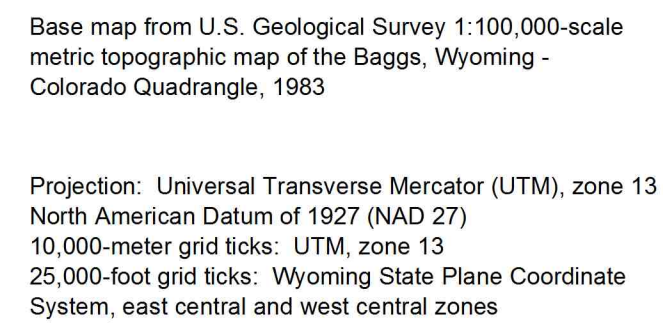 Base map from U.S. Geological Survey 1:100,000-scale
metric topographic map of the Baggs, Wyoming -
Colorado Quadrangle, 1983
Projection:  Universal Transverse Mercator (UTM), zone 13
North American Datum of 1927 (NAD 27)
10,000-meter grid ticks:  UTM, zone 13
25,000-foot grid ticks:  Wyoming State Plane Coordinate
System, east central and west central zones